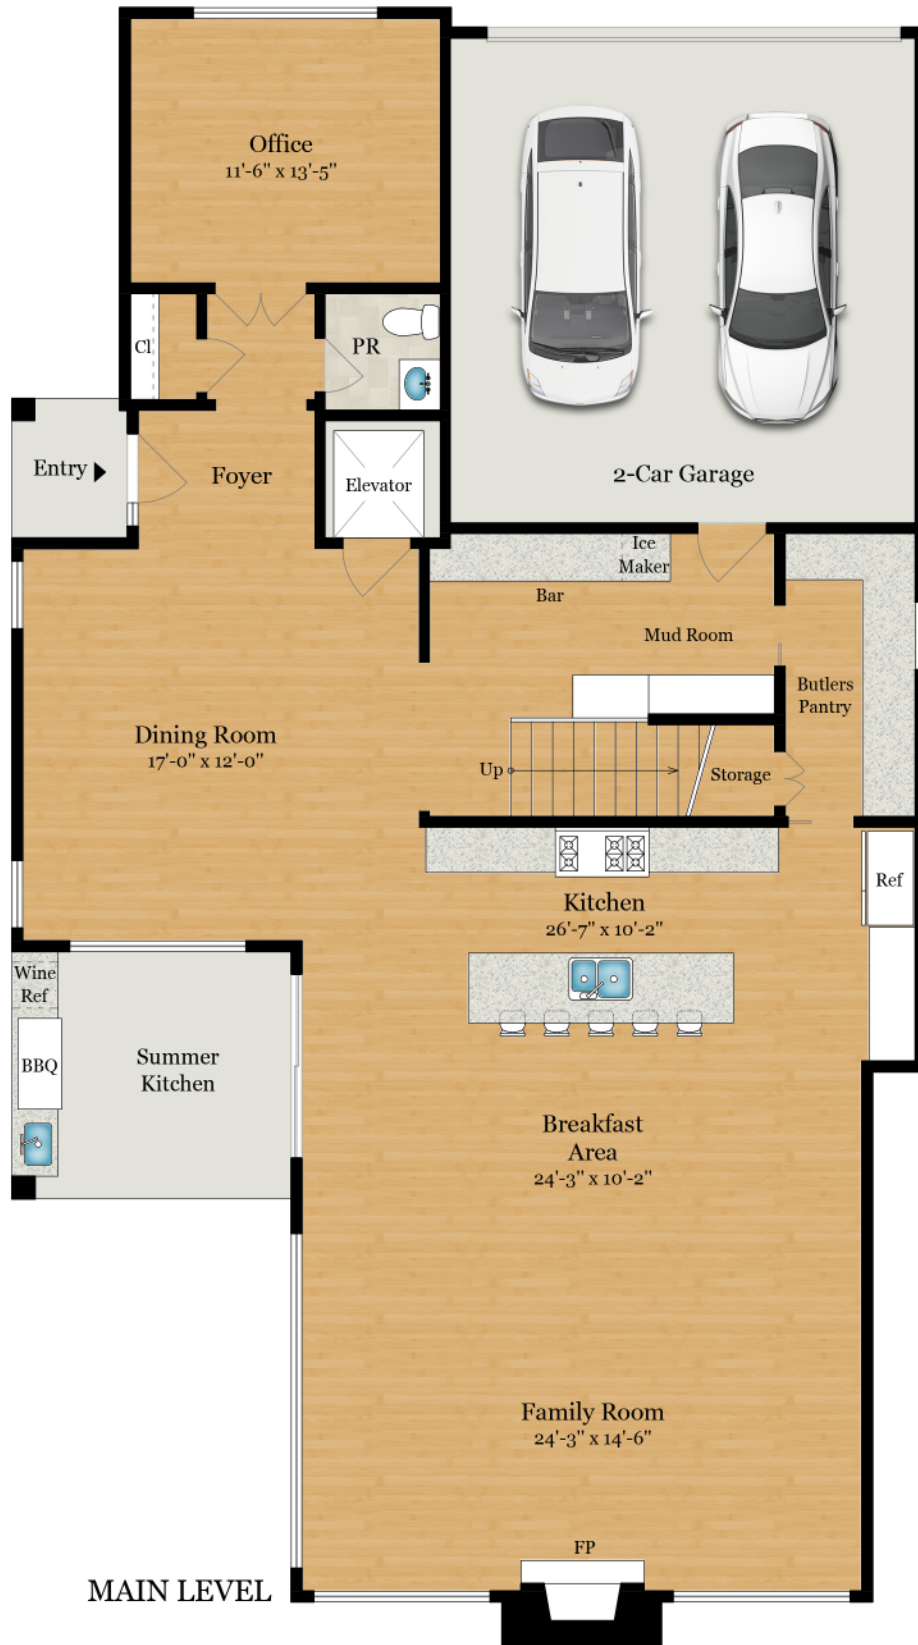 Office
11'-6" x 13'-5"
Cl
PR
Entry
Foyer
Elevator
2-Car Garage
Ice
Maker
Bar
Mud Room
Butlers
Pantry
Dining Room
17'-0" x 12'-0"
Up
Storage
Ref
Kitchen
26'-7" x 10'-2"
Wine
Ref
BBQ
Summer
Kitchen
Breakfast
Area
24'-3" x 10'-2"
Family Room
24'-3" x 14'-6"
FP
MAIN LEVEL